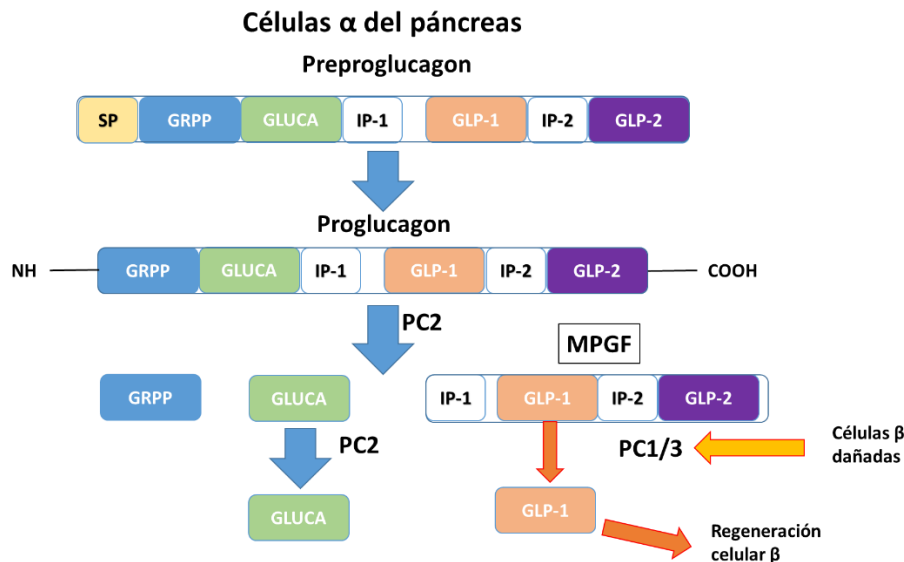 Células α del páncreas
Preproglucagon
SP GRPP GLUCA IP-1 GLP-1 IP-2 GLP-2
Proglucagon
NH GRPP GLUCA IP-1 GLP-1 IP-2 GLP-2 COOH
PC2
MPGF
GRPP GLUCA IP-1 GLP-1 IP-2 GLP-2
PC2 PC1/3 Células β
dañadas
GLUCA GLP-1
Regeneración
celular β